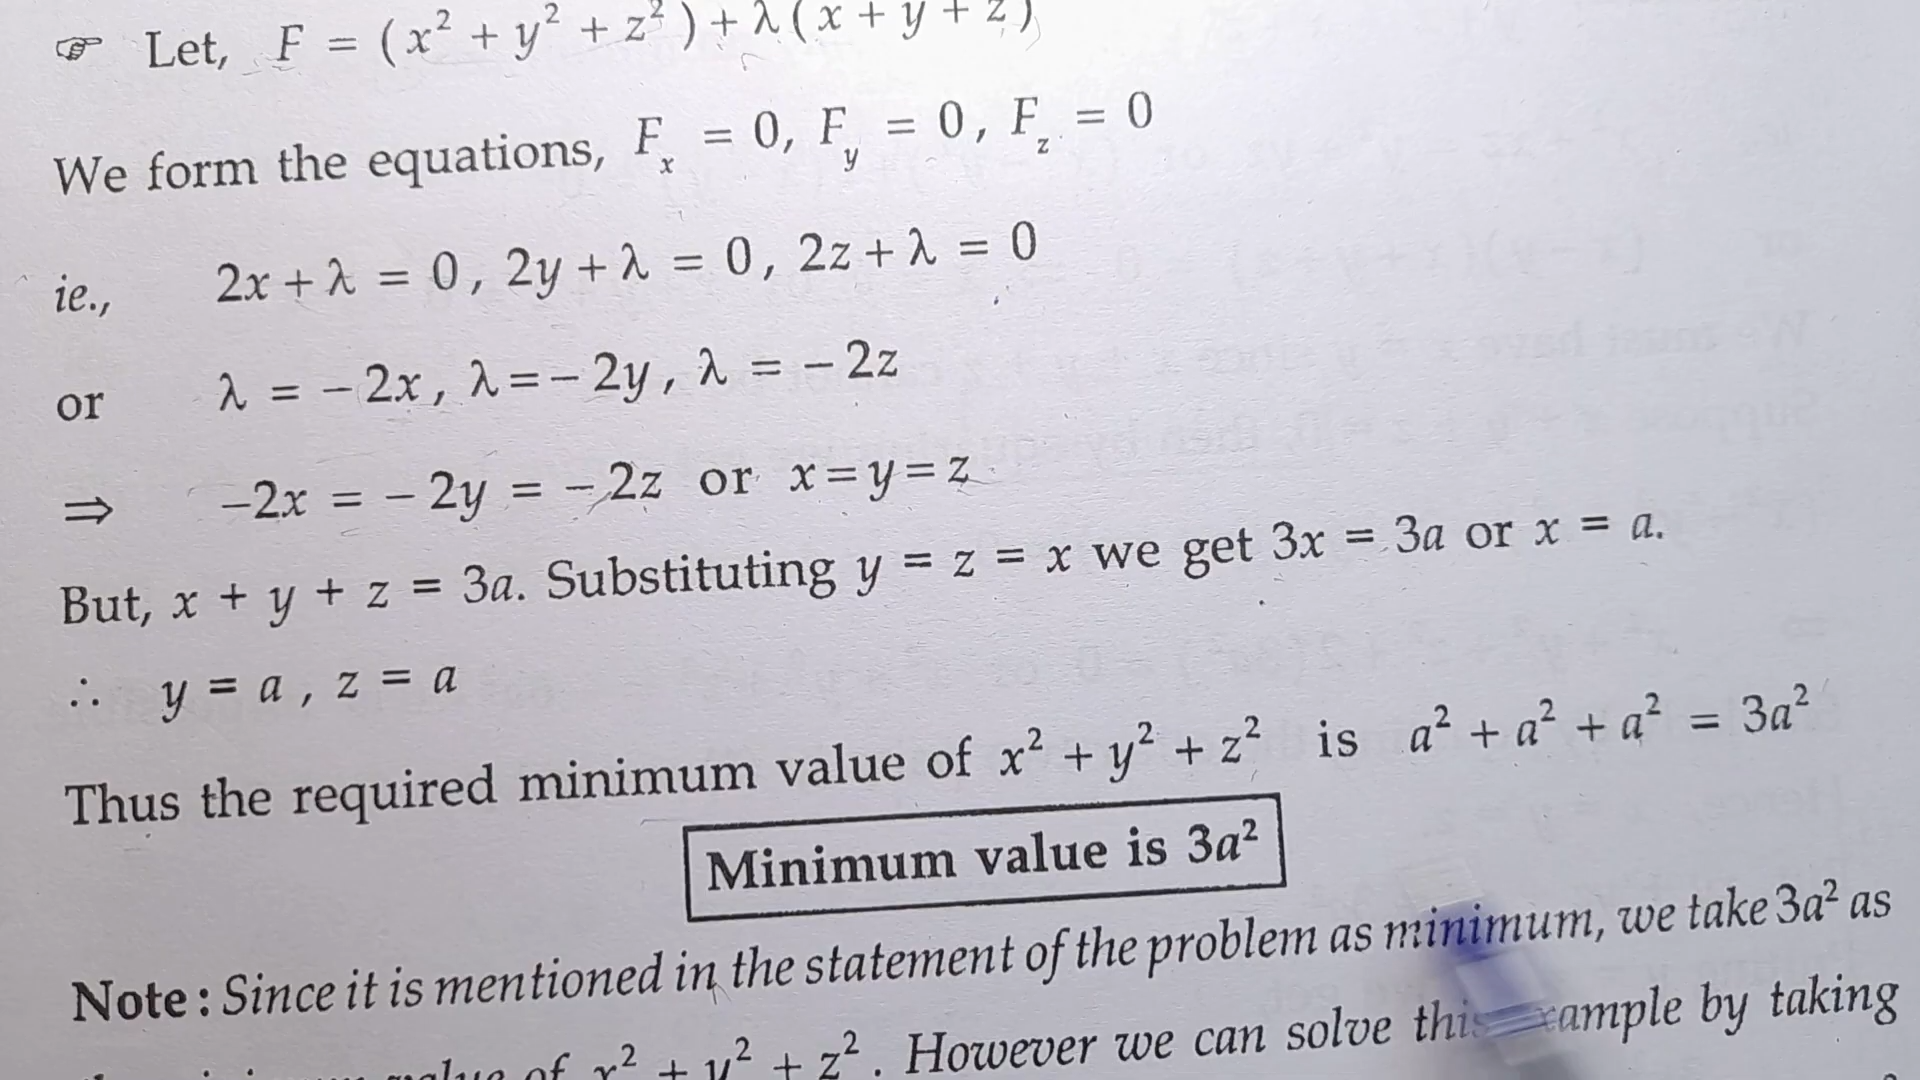 ☞ Let, F = (x² + y² + z²) + λ(x + y + z)
We form the equations, Fₓ = 0, F_y = 0, F_z = 0
ie., 2x + λ = 0, 2y + λ = 0, 2z + λ = 0
or λ = – 2x, λ = – 2y, λ = – 2z
⇒ –2x = – 2y = – 2z or x = y = z
But, x + y + z = 3a. Substituting y = z = x we get 3x = 3a or x = a.
∴ y = a, z = a
Thus the required minimum value of x² + y² + z² is a² + a² + a² = 3a²
Minimum value is 3a²
Note : Since it is mentioned in the statement of the problem as minimum, we take 3a² as
value of x² + y² + z². However we can solve this example by taking